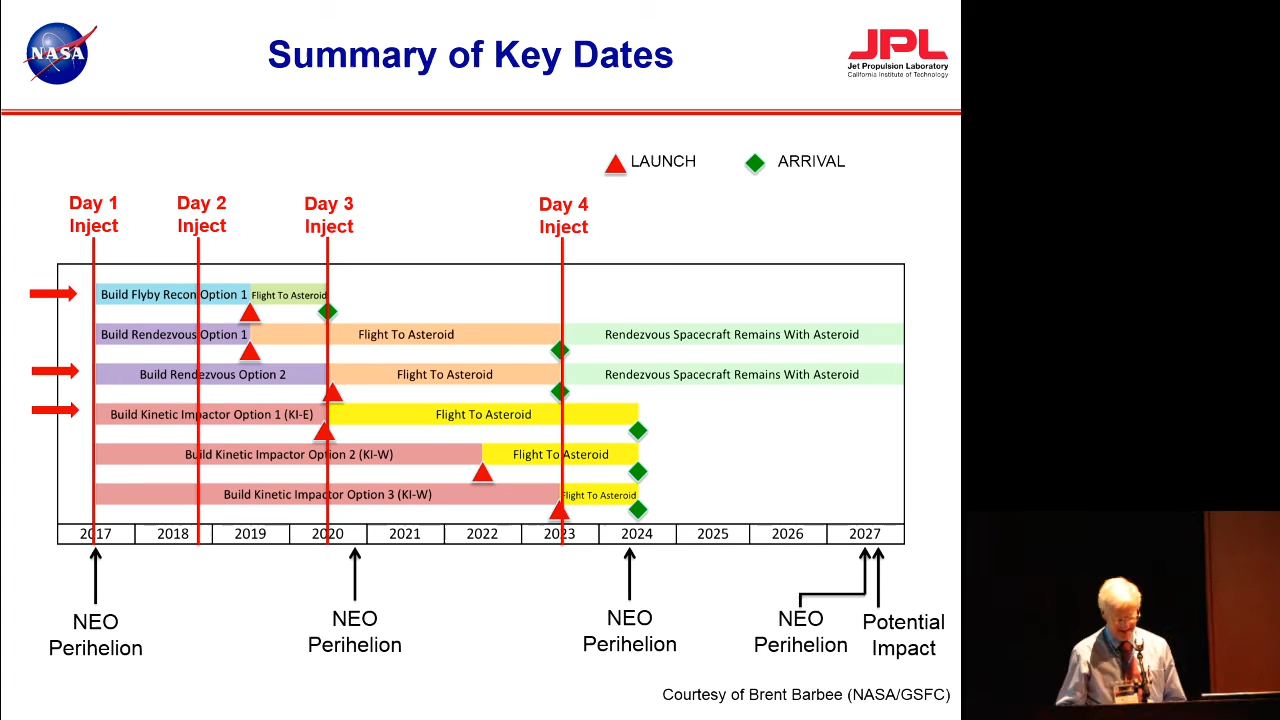 NASA
Summary of Key Dates
JPL
Jet Propulsion Laboratory
California Institute of Technology
LAUNCH
ARRIVAL
Day 1
Inject
Day 2
Inject
Day 3
Inject
Day 4
Inject
Build Flyby Recon Option 1
Flight To Asteroid
Build Rendezvous Option 1
Flight To Asteroid
Rendezvous Spacecraft Remains With Asteroid
Build Rendezvous Option 2
Flight To Asteroid
Rendezvous Spacecraft Remains With Asteroid
Build Kinetic Impactor Option 1 (KI-E)
Flight To Asteroid
Build Kinetic Impactor Option 2 (KI-W)
Flight To Asteroid
Build Kinetic Impactor Option 3 (KI-W)
Flight To Asteroid
2017 2018 2019 2020 2021 2022 2023 2024 2025 2026 2027
NEO
Perihelion
NEO
Perihelion
NEO
Perihelion
NEO
Perihelion
Potential
Impact
Courtesy of Brent Barbee (NASA/GSFC)